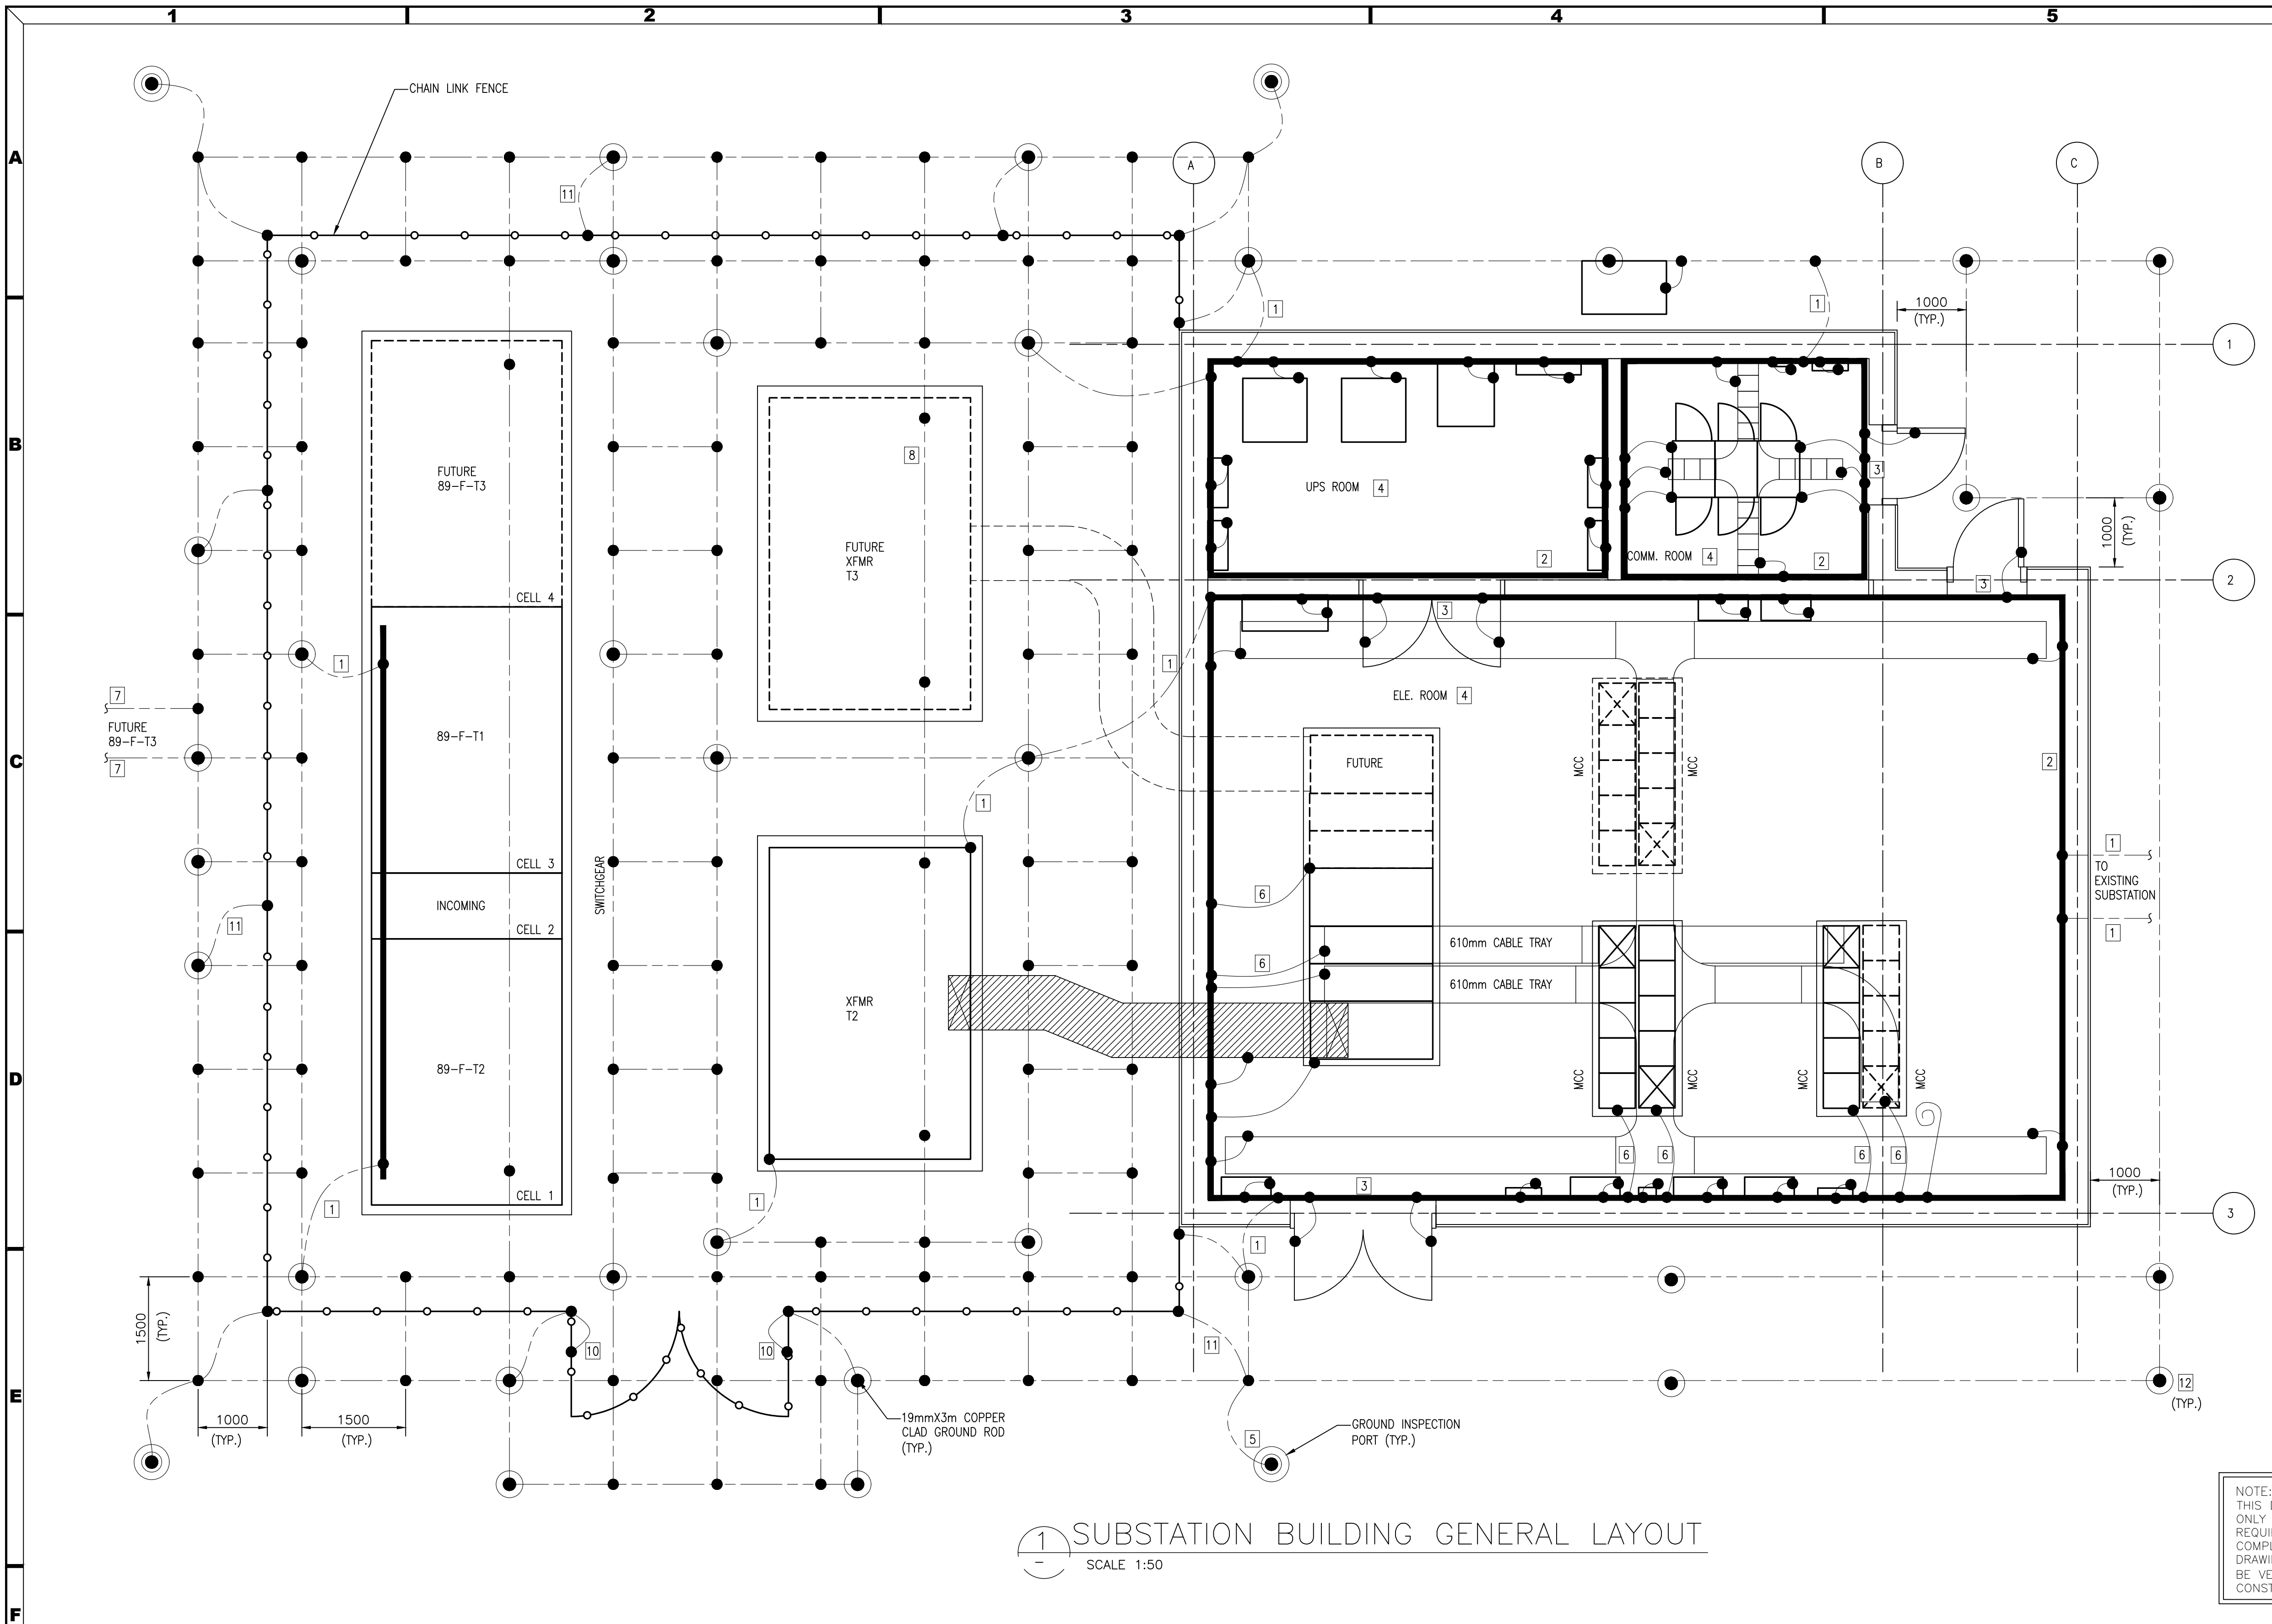 1 2 3 4 5
CHAIN LINK FENCE
A
A B C
11
1 1
1000
(TYP.)
1
B
8
3
FUTURE
89-F-T3
UPS ROOM 4
1000
(TYP.)
FUTURE
XFMR
T3
2
COMM. ROOM 4
2
2
CELL 4
3
3
1
1
7
ELE. ROOM 4
FUTURE
89-F-T3
7
89-F-T1
C
MCC
FUTURE
MCC
2
1
CELL 3
1
TO
EXISTING
SUBSTATION
1
SWITCHGEAR
6
INCOMING
11
CELL 2
610mm CABLE TRAY
6
610mm CABLE TRAY
XFMR
T2
D
89-F-T2
MCC
MCC
MCC
MCC
6 6 6 6
1000
(TYP.)
CELL 1
1
1
3
3
1
1500
(TYP.)
10 10
11
E
12
(TYP.)
1000
(TYP.)
1500
(TYP.)
19mmX3m COPPER
CLAD GROUND ROD
(TYP.)
5
GROUND INSPECTION
PORT (TYP.)
NOTE:
ONLY
CONST
1
-
SUBSTATION BUILDING GENERAL LAYOUT
SCALE 1:50
F